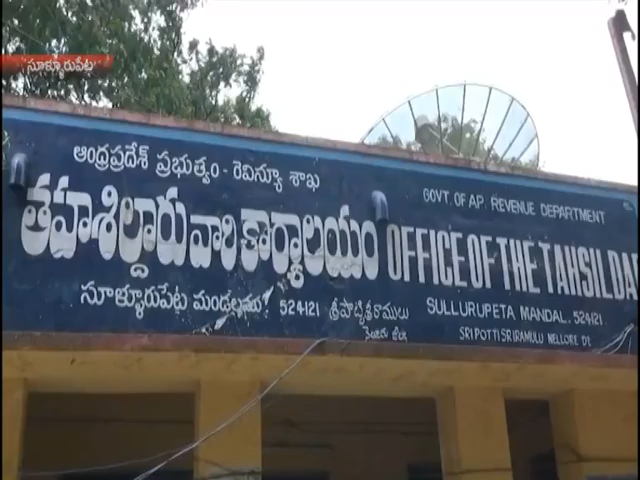 సూళ్ళూరుపేట
ఆంధ్రప్రదేశ్ ప్రభుత్వం - రెవిన్యూ శాఖ
తహశిల్దారువారి కార్యాలయం
సూళ్ళూరుపేట మండలము. 524121 శ్రీపొట్టిశ్రీరాములు
నెల్లూరు జిల్లా
GOVT. OF AP. REVENUE DEPARTMENT
OFFICE OF THE TAHSILDA
SULLURUPETA MANDAL. 524121.
SRI POTTI SRIRAMULU NELLORE DT